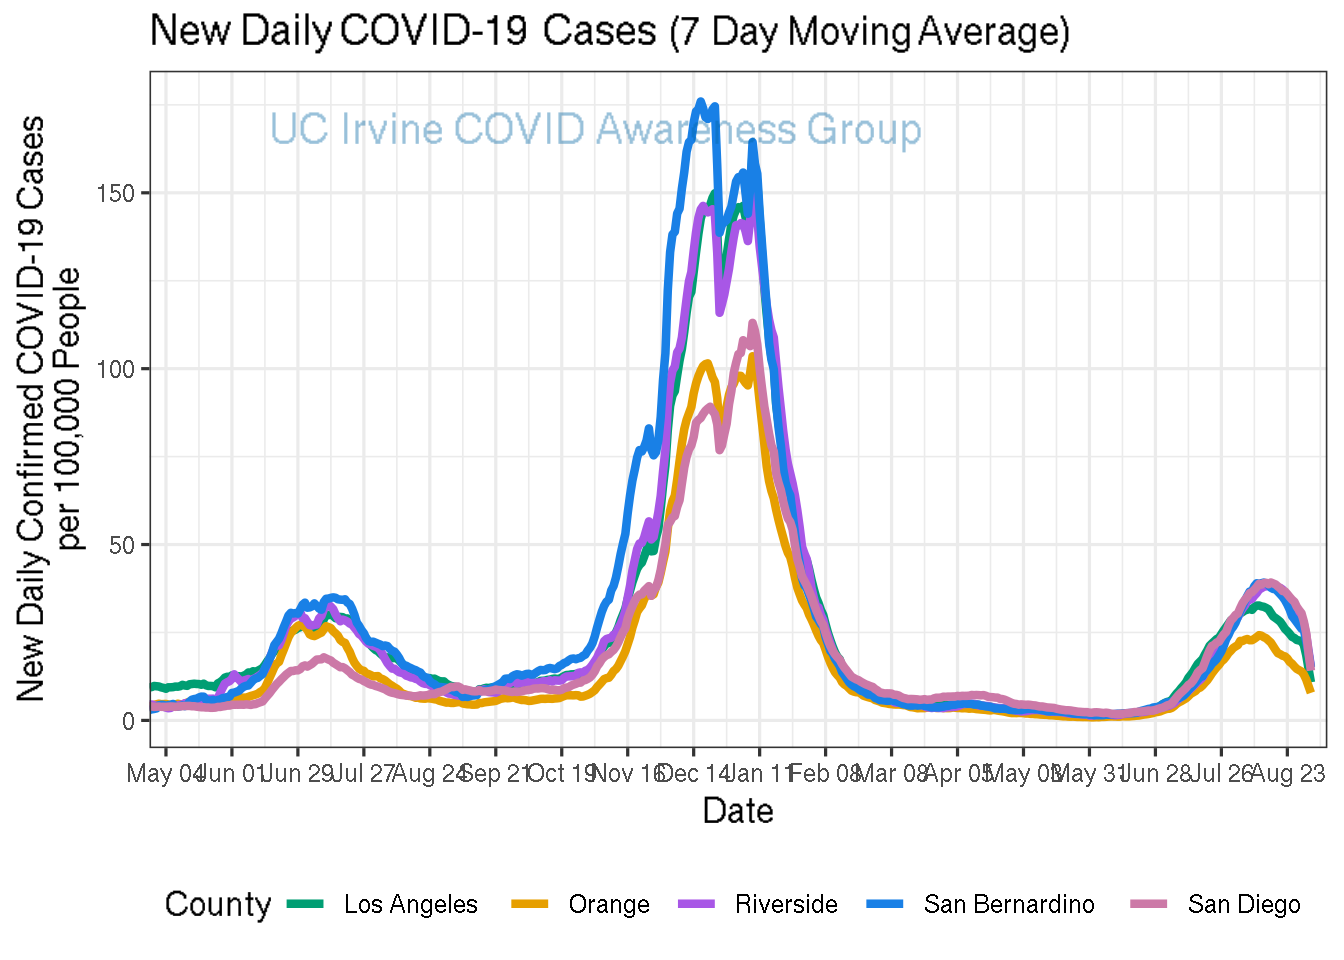 New Daily COVID-19 Cases (7 Day Moving Average)
UC Irvine COVID Awareness Group
New Daily Confirmed COVID-19 Cases
per 100,000 People
150
100
50
0
May 04 Jun 01 Jun 29 Jul 27 Aug 24 Sep 21 Oct 19 Nov 16 Dec 14 Jan 11 Feb 08 Mar 08 Apr 05 May 03 May 31 Jun 28 Jul 26 Aug 23
Date
County Los Angeles Orange Riverside San Bernardino San Diego